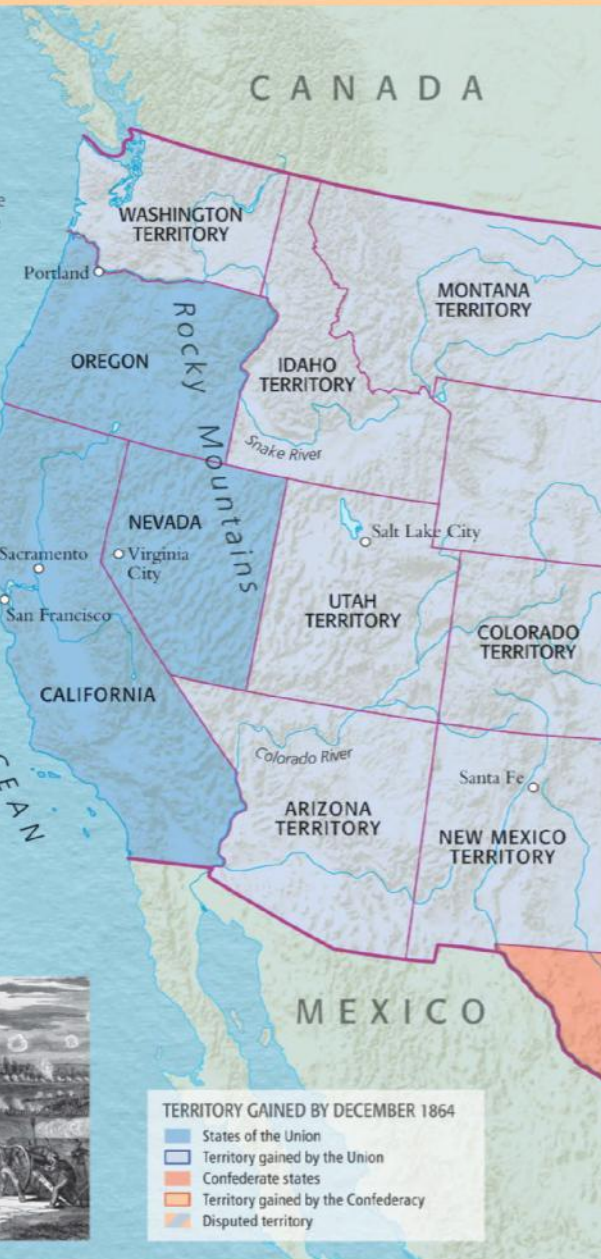 CANADA
WASHINGTON
TERRITORY
Portland
MONTANA
TERRITORY
OREGON
Rocky Mountains
IDAHO
TERRITORY
Snake River
NEVADA
Virginia
City
Sacramento
San Francisco
Salt Lake City
UTAH
TERRITORY
COLORADO
TERRITORY
CALIFORNIA
Colorado River
Santa Fe
ARIZONA
TERRITORY
NEW MEXICO
TERRITORY
CEAN
MEXICO
TERRITORY GAINED BY DECEMBER 1864
States of the Union
Territory gained by the Union
Confederate states
Territory gained by the Confederacy
Disputed territory